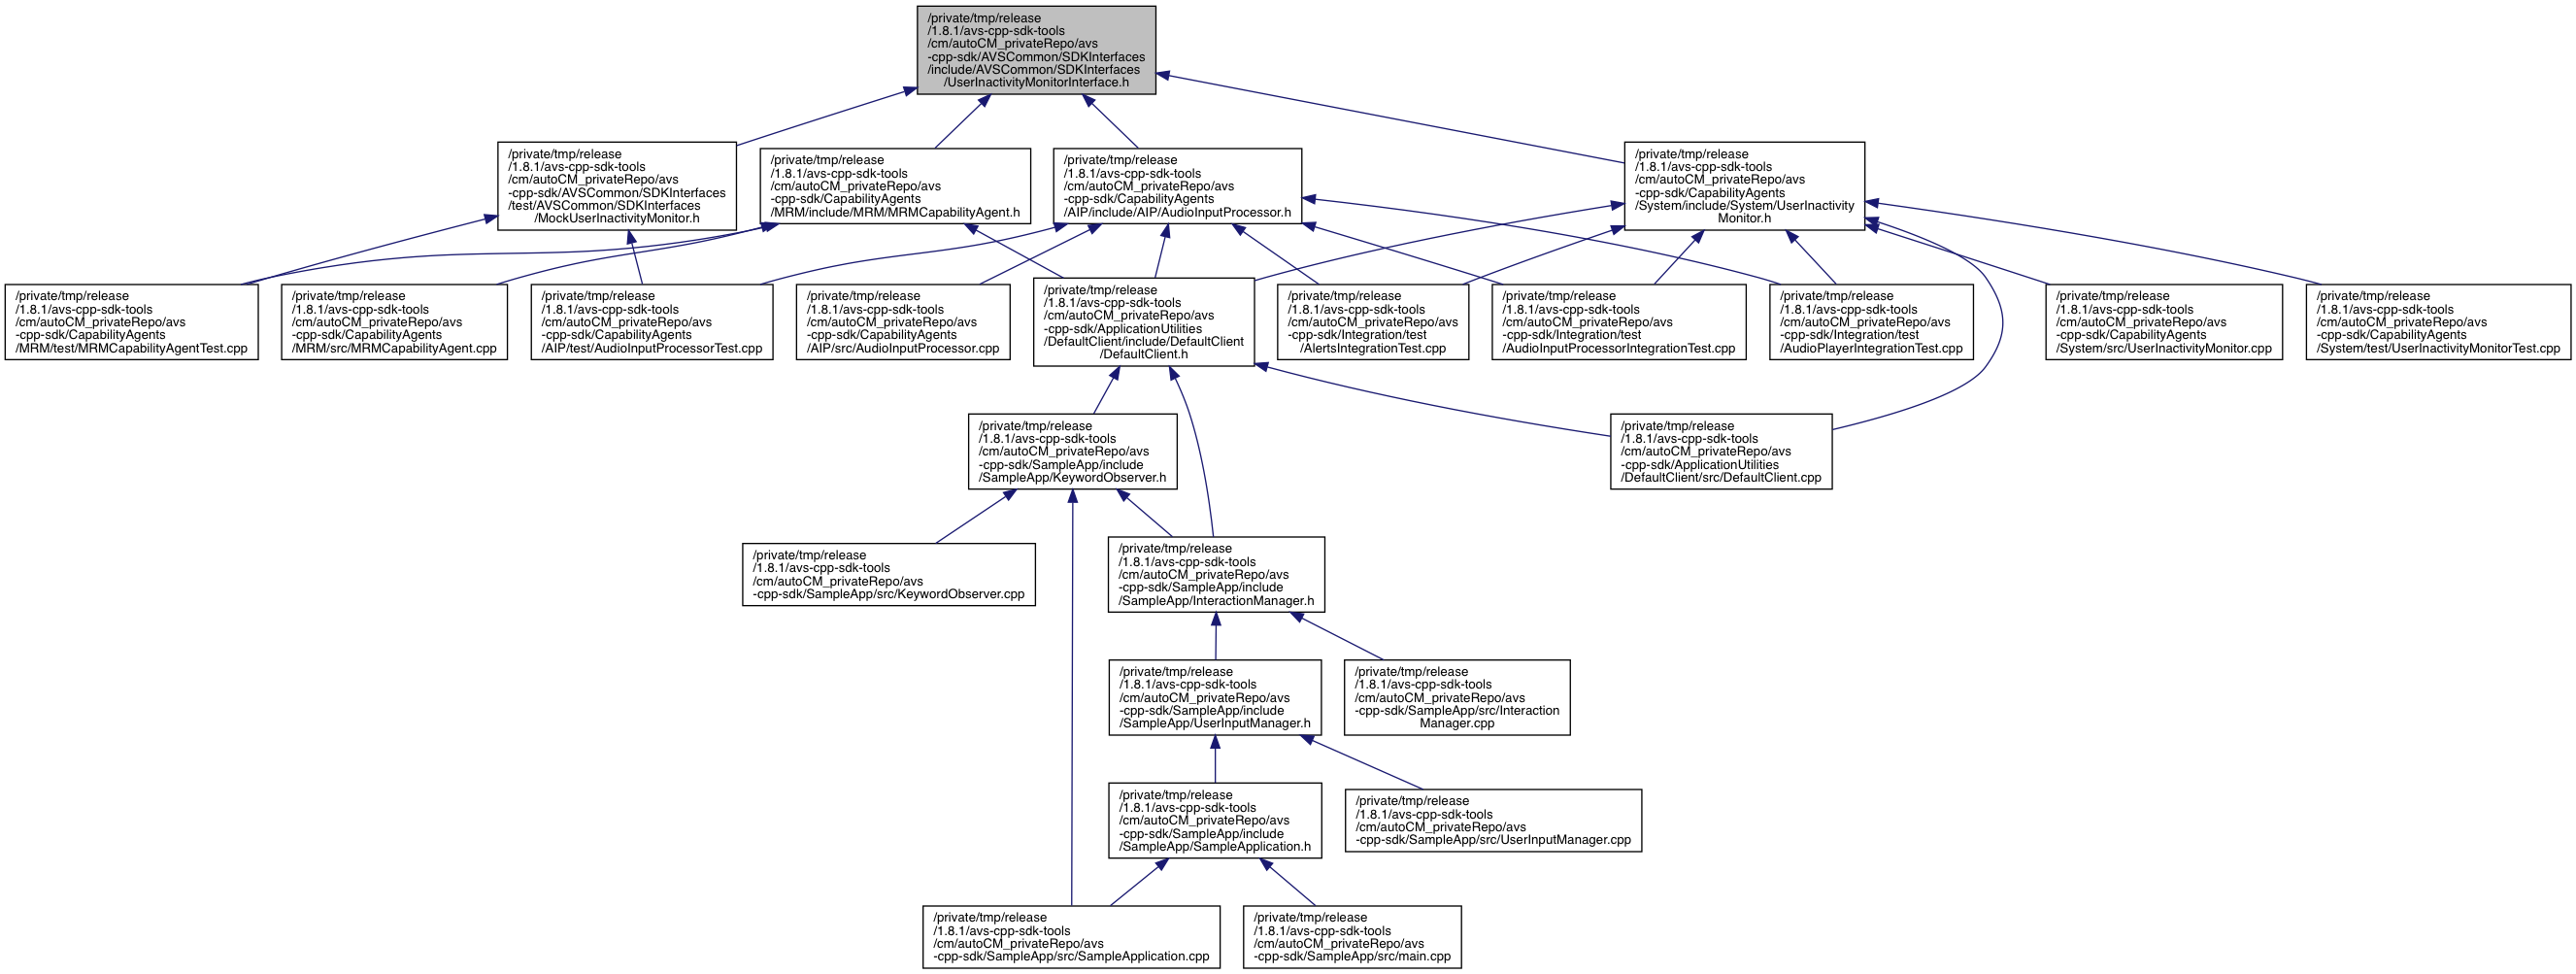 /private/tmp/release
/1.8.1/avs-cpp-sdk-tools
/cm/autoCM_privateRepo/avs
-cpp-sdk/AVSCommon/SDKInterfaces
/include/AVSCommon/SDKInterfaces
/UserInactivityMonitorInterface.h
/private/tmp/release
/1.8.1/avs-cpp-sdk-tools
/cm/autoCM_privateRepo/avs
-cpp-sdk/AVSCommon/SDKInterfaces
/test/AVSCommon/SDKInterfaces
/MockUserInactivityMonitor.h
/private/tmp/release
/1.8.1/avs-cpp-sdk-tools
/cm/autoCM_privateRepo/avs
-cpp-sdk/CapabilityAgents
/MRM/include/MRM/MRMCapabilityAgent.h
/private/tmp/release
/1.8.1/avs-cpp-sdk-tools
/cm/autoCM_privateRepo/avs
-cpp-sdk/CapabilityAgents
/AIP/include/AIP/AudioInputProcessor.h
/private/tmp/release
/1.8.1/avs-cpp-sdk-tools
/cm/autoCM_privateRepo/avs
-cpp-sdk/CapabilityAgents
/System/include/System/UserInactivity
Monitor.h
/private/tmp/release
/1.8.1/avs-cpp-sdk-tools
/cm/autoCM_privateRepo/avs
-cpp-sdk/CapabilityAgents
/MRM/test/MRMCapabilityAgentTest.cpp
/private/tmp/release
/1.8.1/avs-cpp-sdk-tools
/cm/autoCM_privateRepo/avs
-cpp-sdk/CapabilityAgents
/MRM/src/MRMCapabilityAgent.cpp
/private/tmp/release
/1.8.1/avs-cpp-sdk-tools
/cm/autoCM_privateRepo/avs
-cpp-sdk/CapabilityAgents
/AIP/test/AudioInputProcessorTest.cpp
/private/tmp/release
/1.8.1/avs-cpp-sdk-tools
/cm/autoCM_privateRepo/avs
-cpp-sdk/CapabilityAgents
/AIP/src/AudioInputProcessor.cpp
/private/tmp/release
/1.8.1/avs-cpp-sdk-tools
/cm/autoCM_privateRepo/avs
-cpp-sdk/ApplicationUtilities
/DefaultClient/include/DefaultClient
/DefaultClient.h
/private/tmp/release
/1.8.1/avs-cpp-sdk-tools
/cm/autoCM_privateRepo/avs
-cpp-sdk/Integration/test
/AlertsIntegrationTest.cpp
/private/tmp/release
/1.8.1/avs-cpp-sdk-tools
/cm/autoCM_privateRepo/avs
-cpp-sdk/Integration/test
/AudioInputProcessorIntegrationTest.cpp
/private/tmp/release
/1.8.1/avs-cpp-sdk-tools
/cm/autoCM_privateRepo/avs
-cpp-sdk/Integration/test
/AudioPlayerIntegrationTest.cpp
/private/tmp/release
/1.8.1/avs-cpp-sdk-tools
/cm/autoCM_privateRepo/avs
-cpp-sdk/CapabilityAgents
/System/src/UserInactivityMonitor.cpp
/private/tmp/release
/1.8.1/avs-cpp-sdk-tools
/cm/autoCM_privateRepo/avs
-cpp-sdk/CapabilityAgents
/System/test/UserInactivityMonitorTest.cpp
/private/tmp/release
/1.8.1/avs-cpp-sdk-tools
/cm/autoCM_privateRepo/avs
-cpp-sdk/SampleApp/include
/SampleApp/KeywordObserver.h
/private/tmp/release
/1.8.1/avs-cpp-sdk-tools
/cm/autoCM_privateRepo/avs
-cpp-sdk/ApplicationUtilities
/DefaultClient/src/DefaultClient.cpp
/private/tmp/release
/1.8.1/avs-cpp-sdk-tools
/cm/autoCM_privateRepo/avs
-cpp-sdk/SampleApp/src/KeywordObserver.cpp
/private/tmp/release
/1.8.1/avs-cpp-sdk-tools
/cm/autoCM_privateRepo/avs
-cpp-sdk/SampleApp/include
/SampleApp/InteractionManager.h
/private/tmp/release
/1.8.1/avs-cpp-sdk-tools
/cm/autoCM_privateRepo/avs
-cpp-sdk/SampleApp/include
/SampleApp/UserInputManager.h
/private/tmp/release
/1.8.1/avs-cpp-sdk-tools
/cm/autoCM_privateRepo/avs
-cpp-sdk/SampleApp/src/Interaction
Manager.cpp
/private/tmp/release
/1.8.1/avs-cpp-sdk-tools
/cm/autoCM_privateRepo/avs
-cpp-sdk/SampleApp/include
/SampleApp/SampleApplication.h
/private/tmp/release
/1.8.1/avs-cpp-sdk-tools
/cm/autoCM_privateRepo/avs
-cpp-sdk/SampleApp/src/UserInputManager.cpp
/private/tmp/release
/1.8.1/avs-cpp-sdk-tools
/cm/autoCM_privateRepo/avs
-cpp-sdk/SampleApp/src/SampleApplication.cpp
/private/tmp/release
/1.8.1/avs-cpp-sdk-tools
/cm/autoCM_privateRepo/avs
-cpp-sdk/SampleApp/src/main.cpp